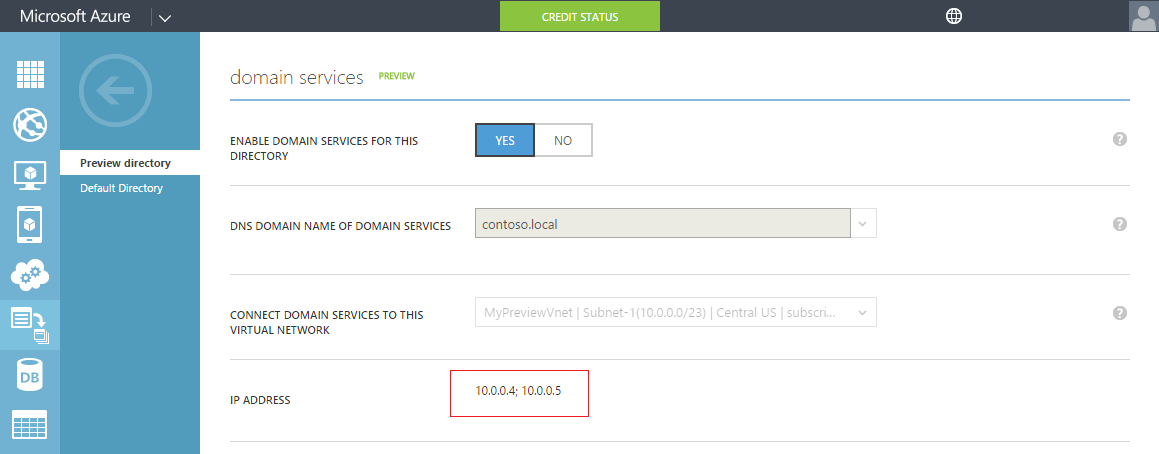 Microsoft Azure
CREDIT STATUS
Preview directory
Default Directory
domain services PREVIEW
ENABLE DOMAIN SERVICES FOR THIS
DIRECTORY
YES
NO
?
DNS DOMAIN NAME OF DOMAIN SERVICES
contoso.local
?
CONNECT DOMAIN SERVICES TO THIS
VIRTUAL NETWORK
MyPreviewVnet | Subnet-1(10.0.0.0/23) | Central US | subscri...
?
IP ADDRESS
10.0.0.4; 10.0.0.5
DB